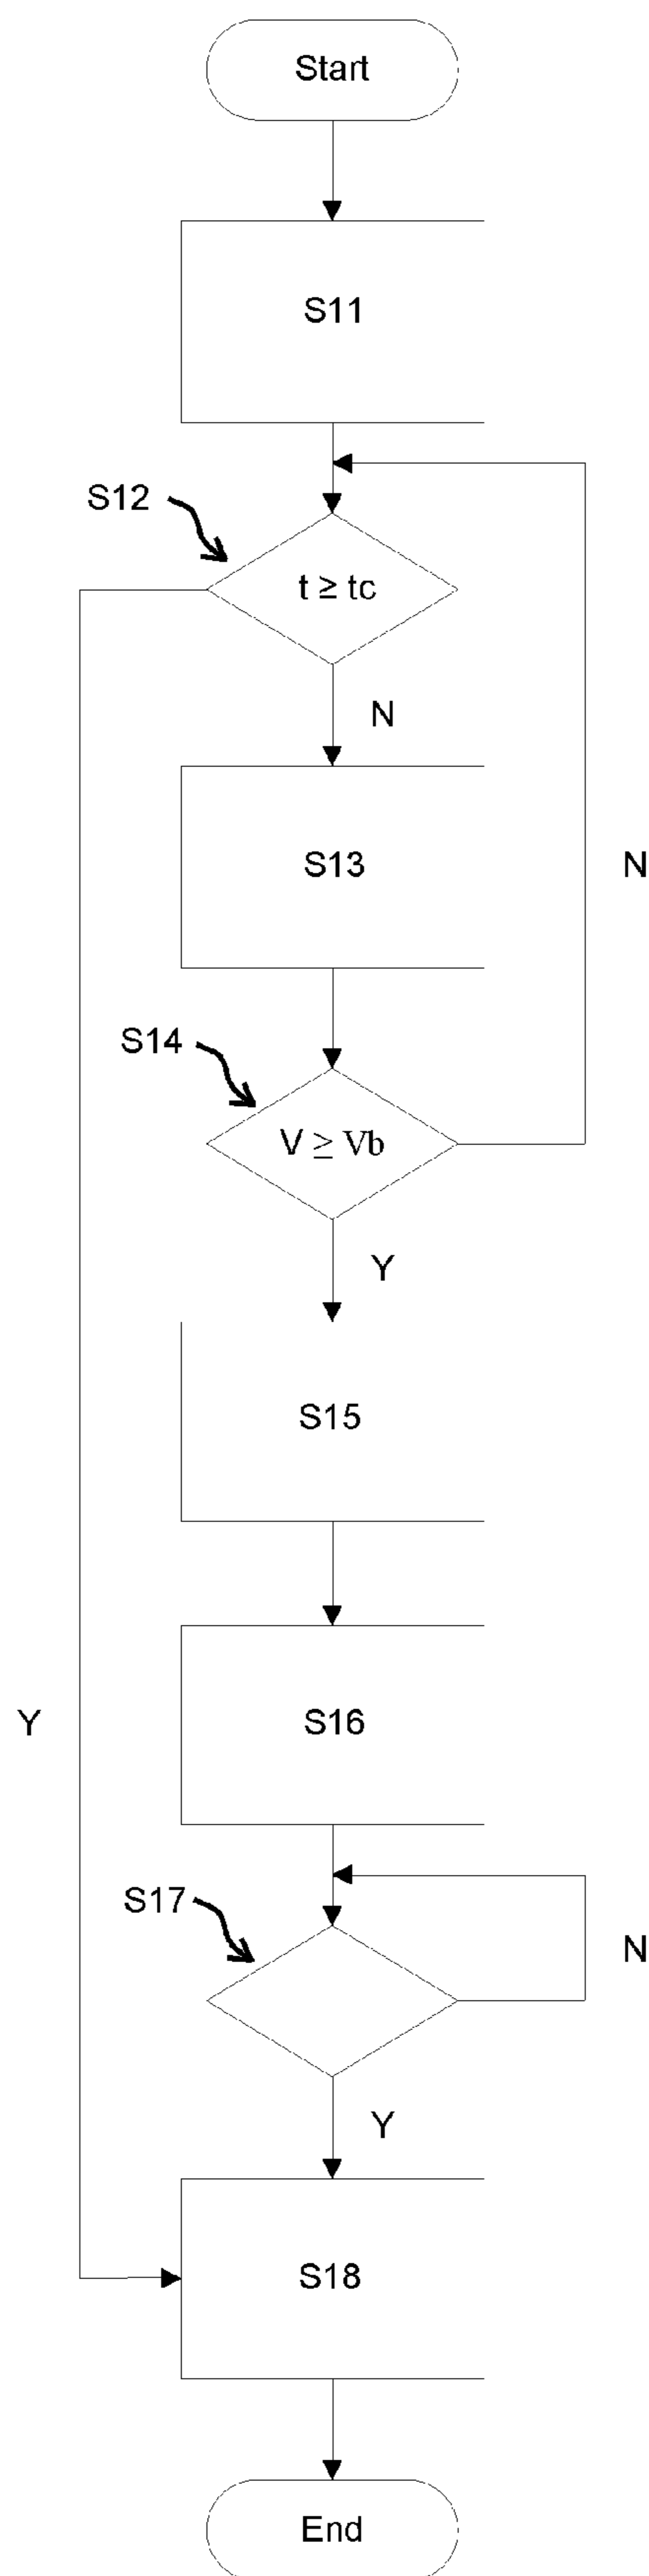 Start
S11
S12
t ≥ tc
N
S13
N
S14
V ≥ Vb
Y
S15
Y
S16
S17
N
Y
S18
End